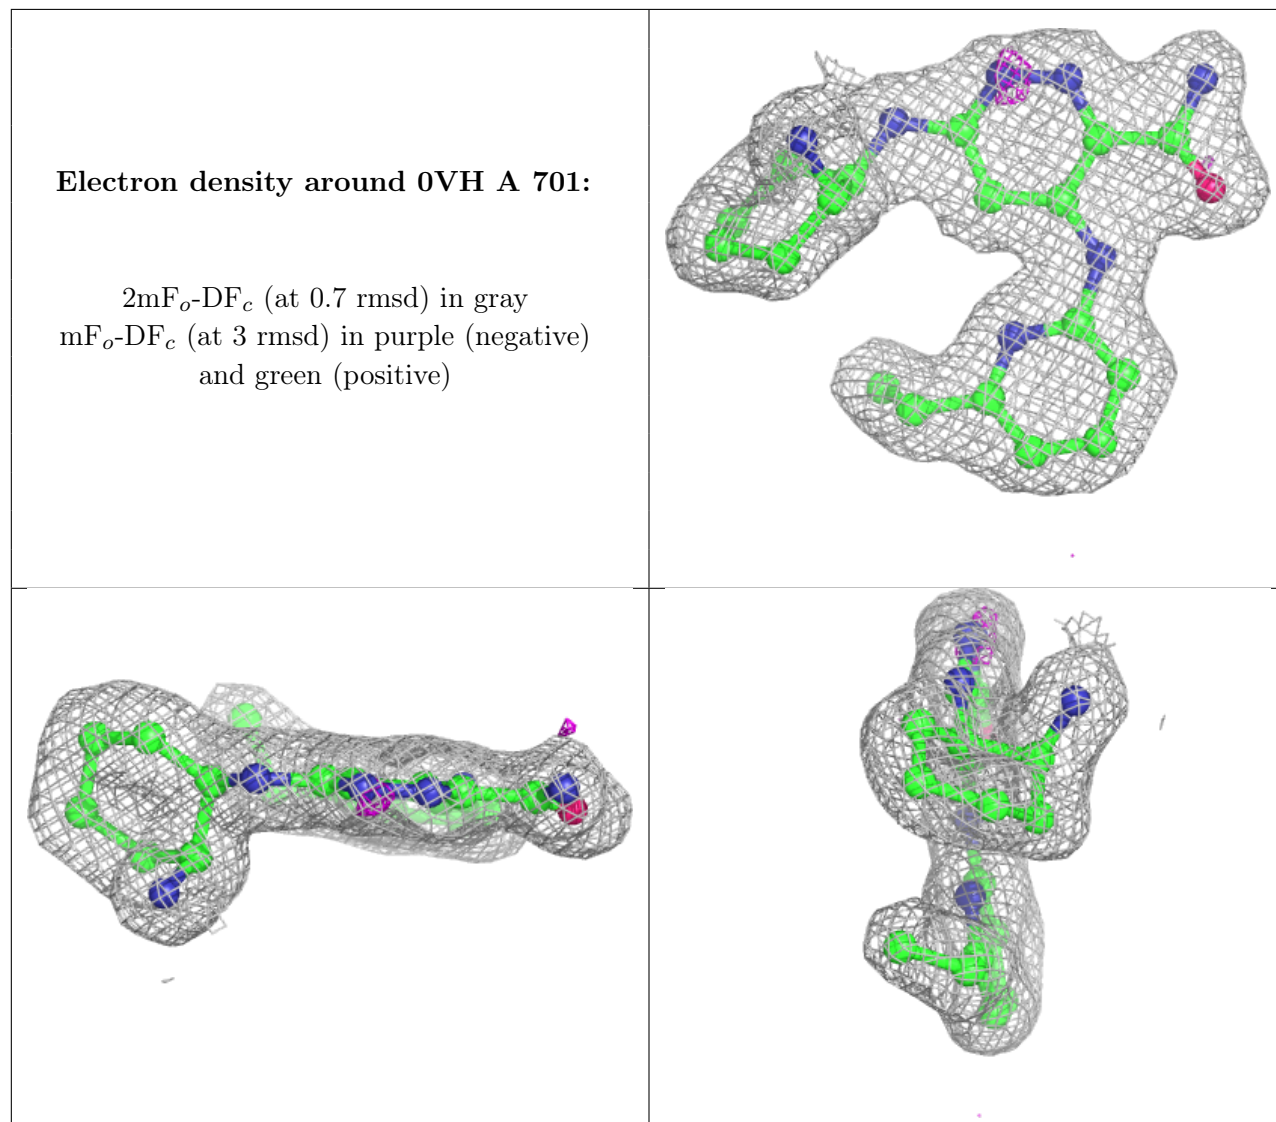 Electron density around 0VH A 701:
2mFo-DFc (at 0.7 rmsd) in gray
mFo-DFc (at 3 rmsd) in purple (negative)
and green (positive)